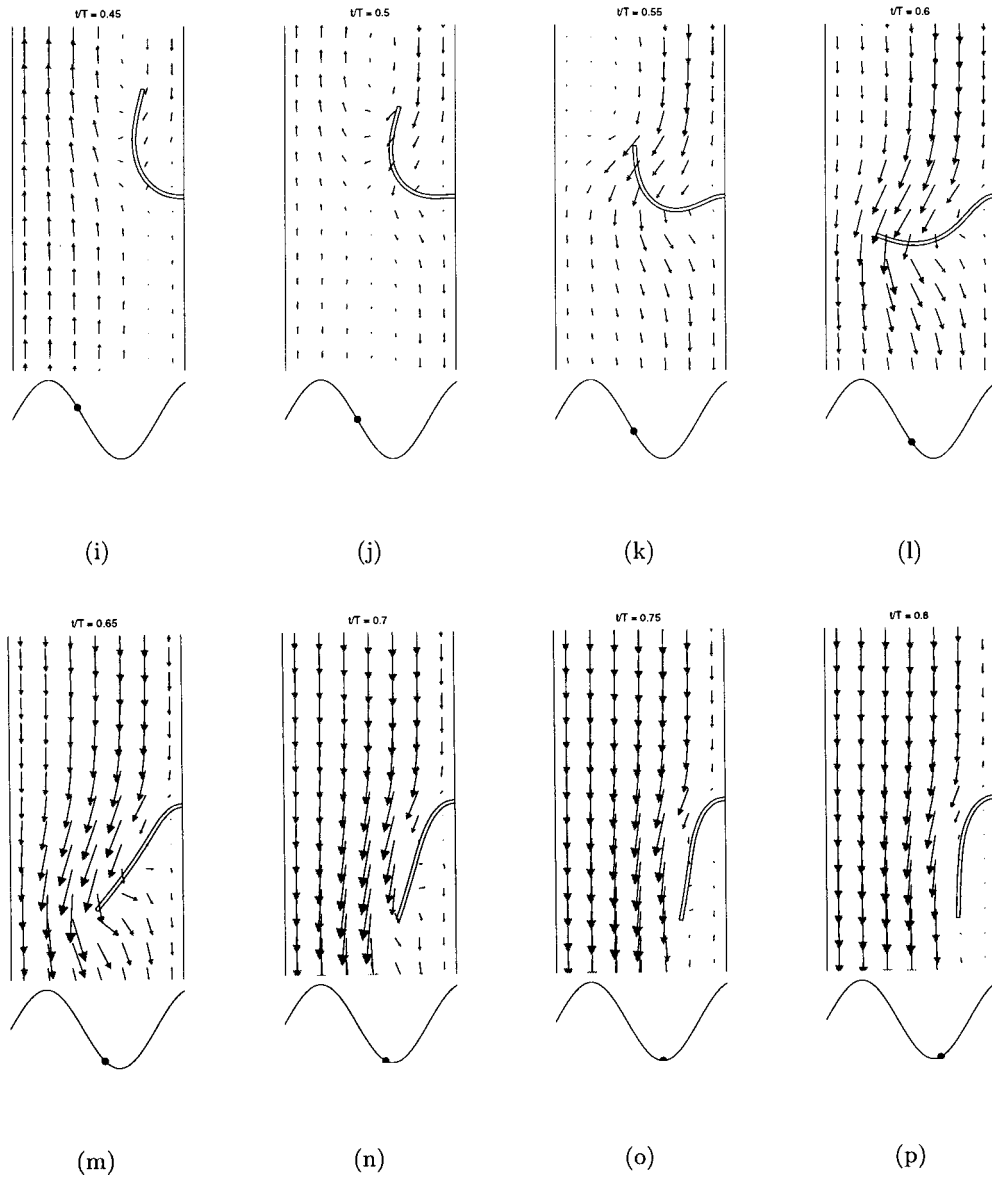 t/T = 0.45
t/T = 0.5
t/T = 0.55
t/T = 0.6
(i)
(j)
(k)
(l)
t/T = 0.65
t/T = 0.7
t/T = 0.75
t/T = 0.8
(m)
(n)
(o)
(p)